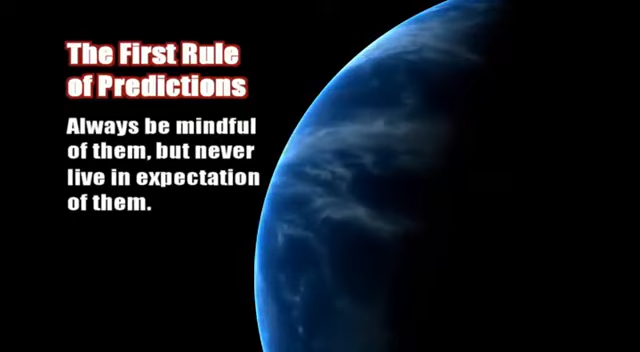 The First Rule
of Predictions
Always be mindful
of them, but never
live in expectation
of them.